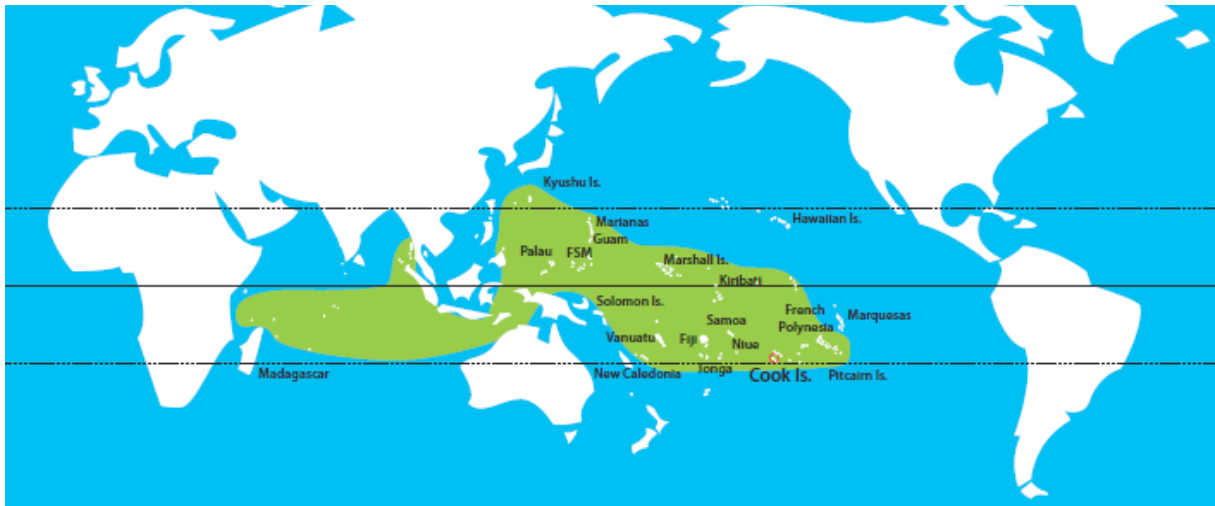 Kyushu Is.
Marianas
Hawaiian Is.
Guam
Palau
FSM
Marshall Is.
Kiribati
Solomon Is.
French
Polynesia
Marquesas
Samoa
Vanuatu
Fiji
Niue
Tonga
Madagascar
New Caledonia
Cook Is.
Pitcairn Is.